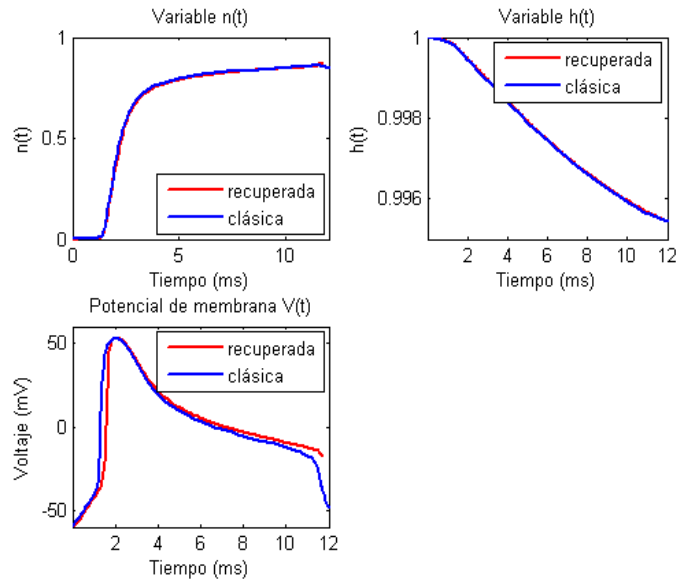 Variable n(t)
1
0.5
0
n(t)
recuperada
clásica
0
5
10
Tiempo (ms)
Variable h(t)
1
0.998
0.996
h(t)
recuperada
clásica
2
4
6
8
10
12
Tiempo (ms)
Potencial de membrana V(t)
50
0
-50
Voltaje (mV)
recuperada
clásica
2
4
6
8
10
12
Tiempo (ms)